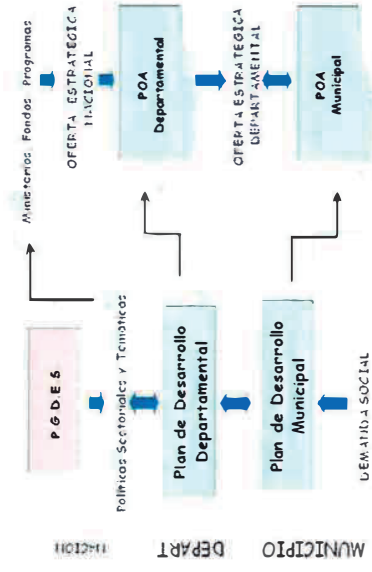 NACION
DEPART
MUNICIPIO
P.G.D.E.S
Políticas Sectoriales y Temáticas
Plan de Desarrollo
Departamental
Plan de Desarrollo
Municipal
DEMANDA SOCIAL
Ministerios, Fondos, Programas
OFERTA ESTRATEGICA
NACIONAL
POA
Departamental
OFERTA ESTRATEGICA
DEPARTAMENTAL
POA
Municipal